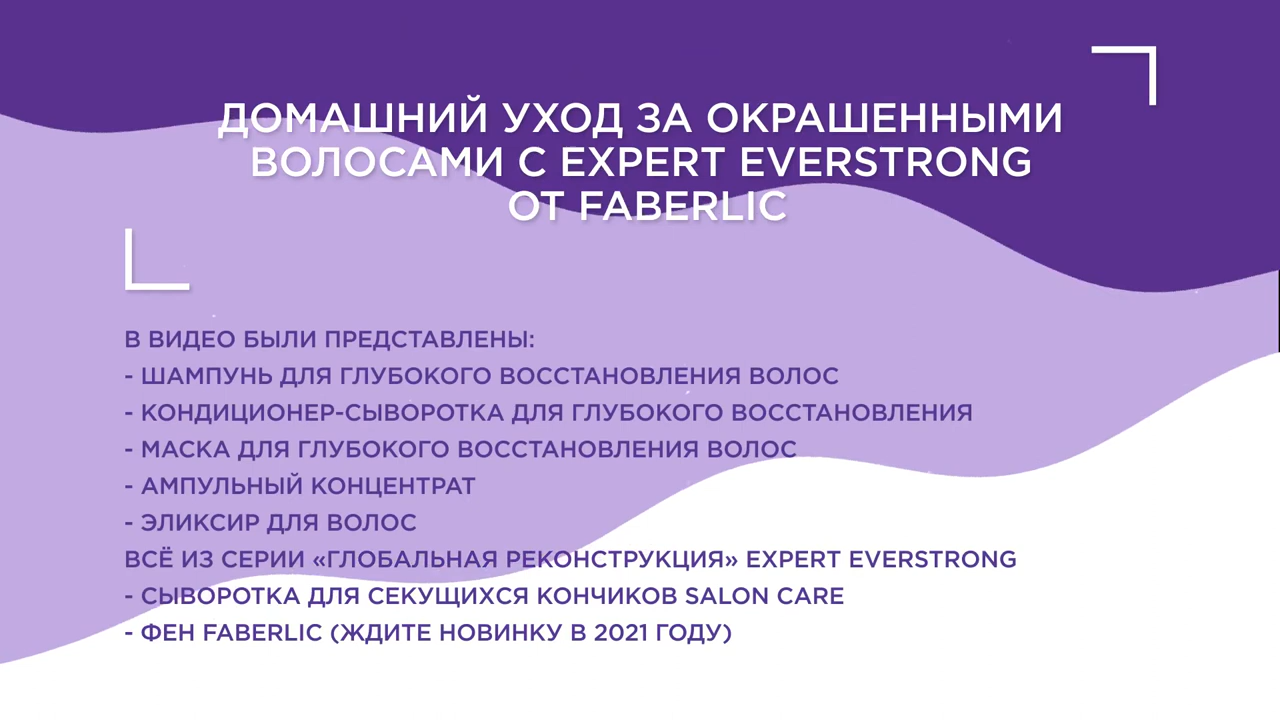 ДОМАШНИЙ УХОД ЗА ОКРАШЕННЫМИ
ВОЛОСАМИ С EXPERT EVERSTRONG
ОТ FABERLIC
В ВИДЕО БЫЛИ ПРЕДСТАВЛЕНЫ:
- ШАМПУНЬ ДЛЯ ГЛУБОКОГО ВОССТАНОВЛЕНИЯ ВОЛОС
- КОНДИЦИОНЕР-СЫВОРОТКА ДЛЯ ГЛУБОКОГО ВОССТАНОВЛЕНИЯ
- МАСКА ДЛЯ ГЛУБОКОГО ВОССТАНОВЛЕНИЯ ВОЛОС
- АМПУЛЬНЫЙ КОНЦЕНТРАТ
- ЭЛИКСИР ДЛЯ ВОЛОС
ВСЁ ИЗ СЕРИИ «ГЛОБАЛЬНАЯ РЕКОНСТРУКЦИЯ» EXPERT EVERSTRONG
- СЫВОРОТКА ДЛЯ СЕКУЩИХСЯ КОНЧИКОВ SALON CARE
- ФЕН FABERLIC (ЖДИТЕ НОВИНКУ В 2021 ГОДУ)